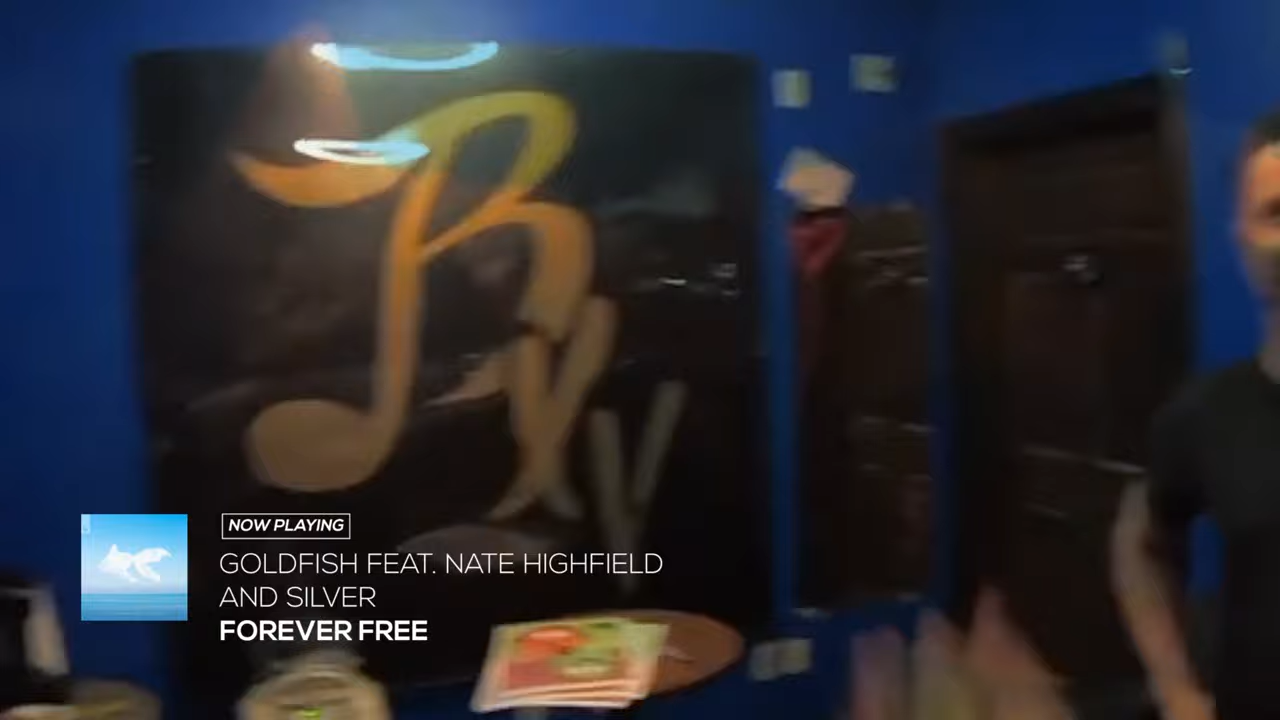 R
NOW PLAYING
GOLDFISH FEAT. NATE HIGHFIELD
AND SILVER
FOREVER FREE